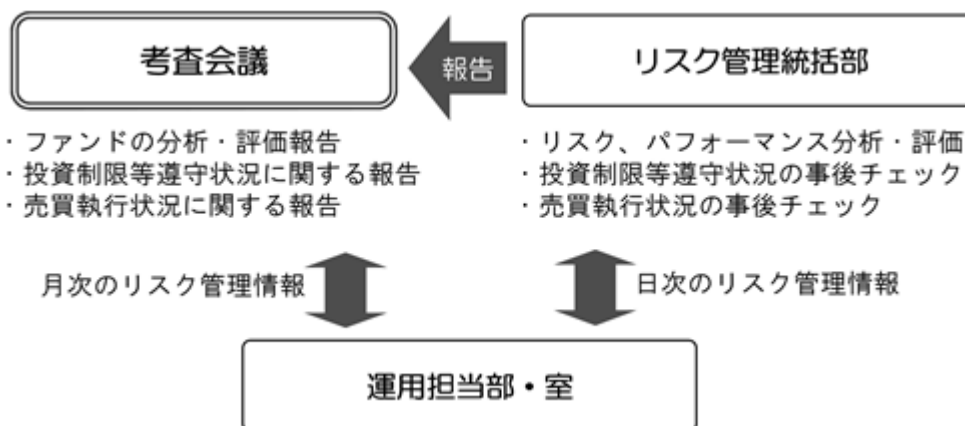 考査会議
報告
リスク管理統括部
・ファンドの分析・評価報告
・投資制限等遵守状況に関する報告
・売買執行状況に関する報告
・リスク、パフォーマンス分析・評価
・投資制限等遵守状況の事後チェック
・売買執行状況の事後チェック
月次のリスク管理情報
日次のリスク管理情報
運用担当部・室